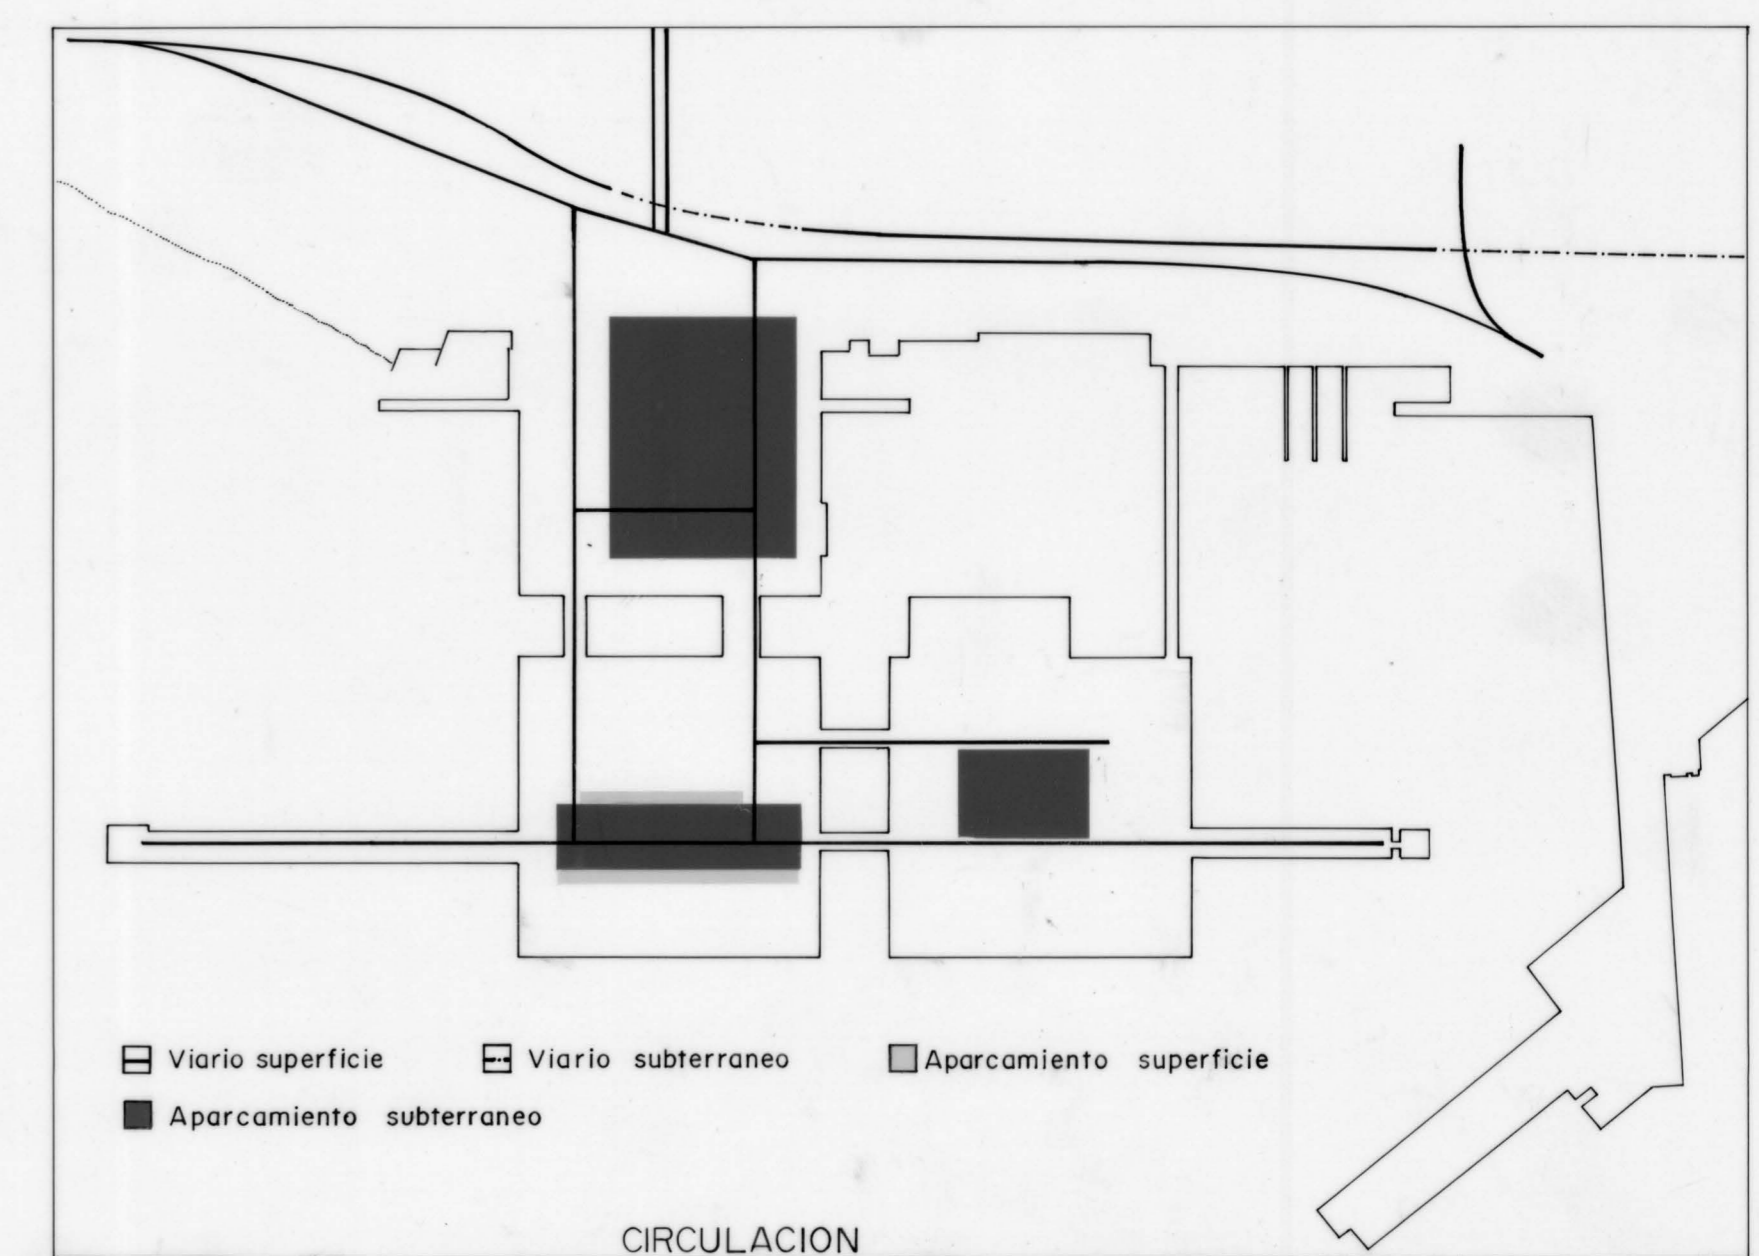 Viario superficie
Viario subterraneo
Aparcamiento superficie
Aparcamiento subterraneo
CIRCULACION